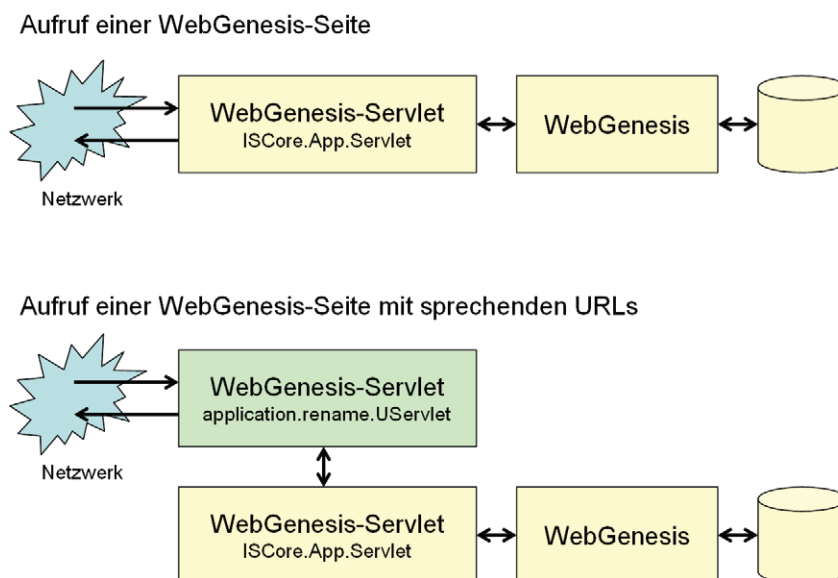 Aufruf einer WebGenesis-Seite
WebGenesis-Servlet
ISCore.App.Servlet
WebGenesis
Netzwerk
Aufruf einer WebGenesis-Seite mit sprechenden URLs
WebGenesis-Servlet
application.rename.UServlet
Netzwerk
WebGenesis-Servlet
ISCore.App.Servlet
WebGenesis